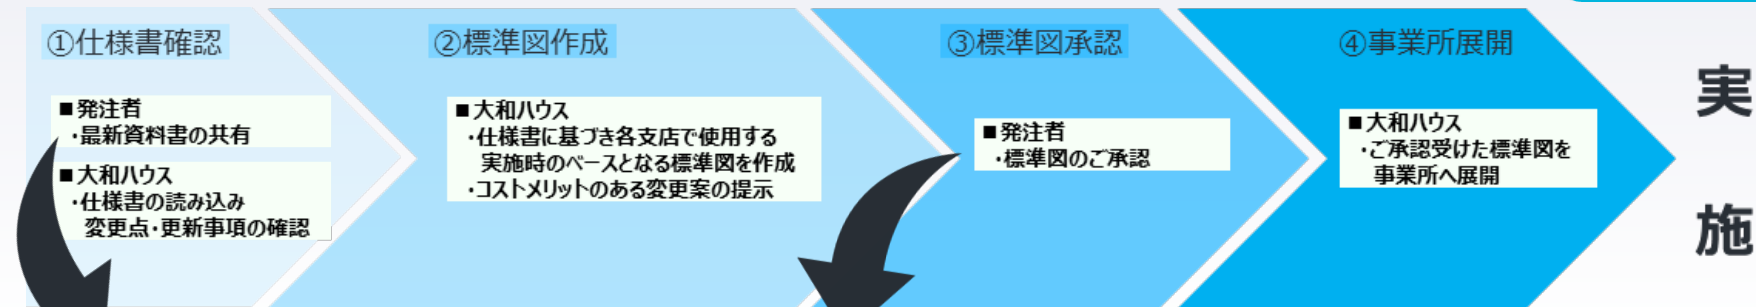 ①仕様書確認
■発注者
・最新資料書の共有
■大和ハウス
・仕様書の読み込み
変更点・更新事項の確認
②標準図作成
■大和ハウス
・仕様書に基づき各支店で使用する
実施時のベースとなる標準図を作成
・コストメリットのある変更案の提示
③標準図承認
■発注者
・標準図のご承認
④事業所展開
■大和ハウス
・ご承認受けた標準図を
事業所へ展開
実
施